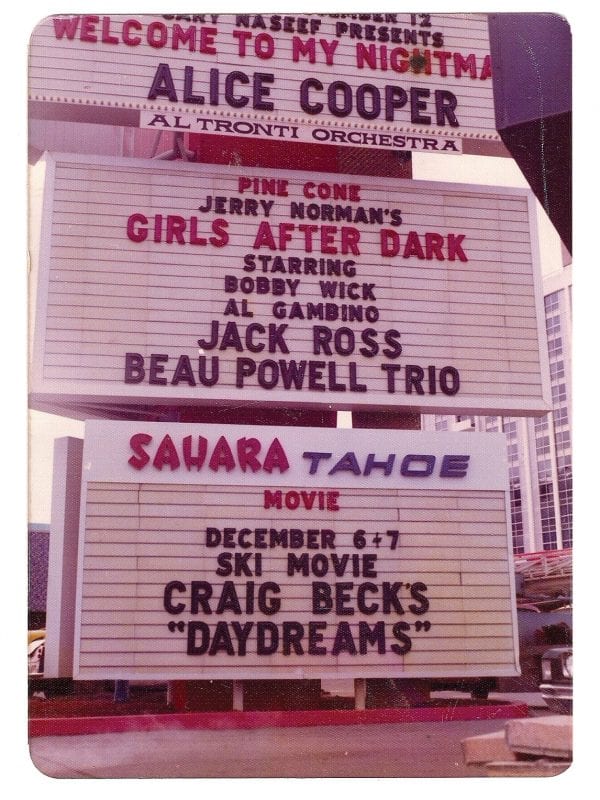 12
GARY NASEEF PRESENTS
WELCOME TO MY NIGHTMA
ALICE COOPER
AL TRONTI ORCHESTRA
PINE CONE
JERRY NORMAN'S
GIRLS AFTER DARK
STARRING
BOBBY WICK
AL GAMBINO
JACK ROSS
BEAU POWELL TRIO
SAHARA TAHOE
MOVIE
DECEMBER 6+7
SKI MOVIE
CRAIG BECK'S
"DAYDREAMS"